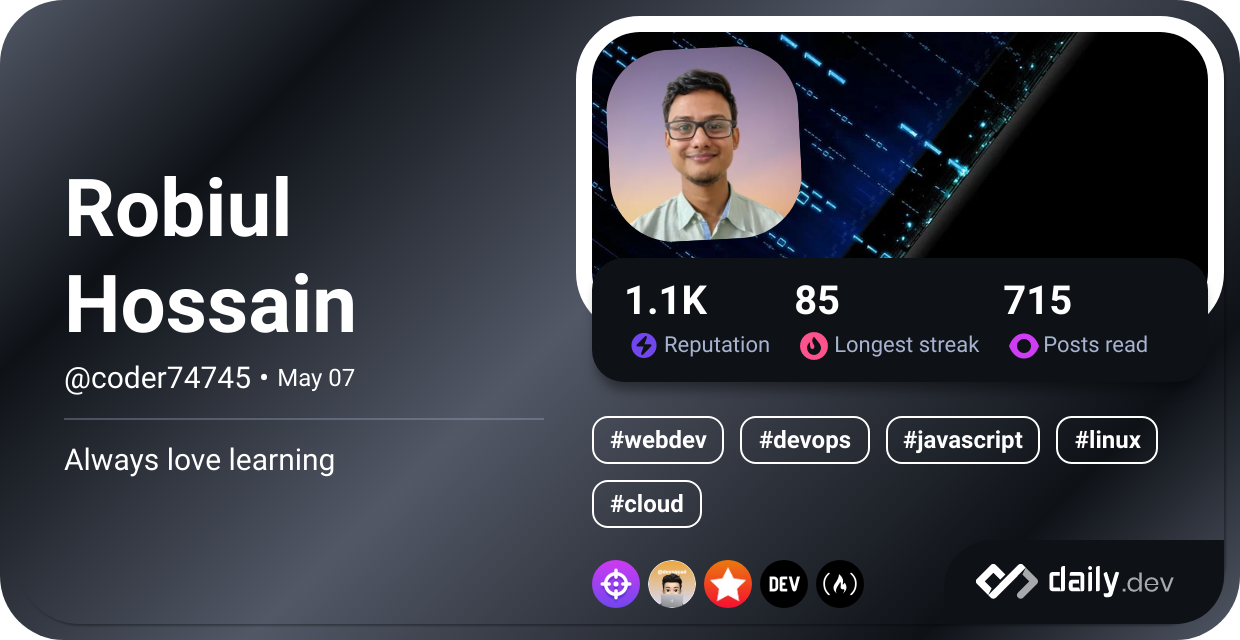 Robiul
Hossain
@coder74745 • May 07
Always love learning
1.1K 85 715
Reputation Longest streak Posts read
#webdev #devops #javascript #linux
#cloud
DEV
daily.dev